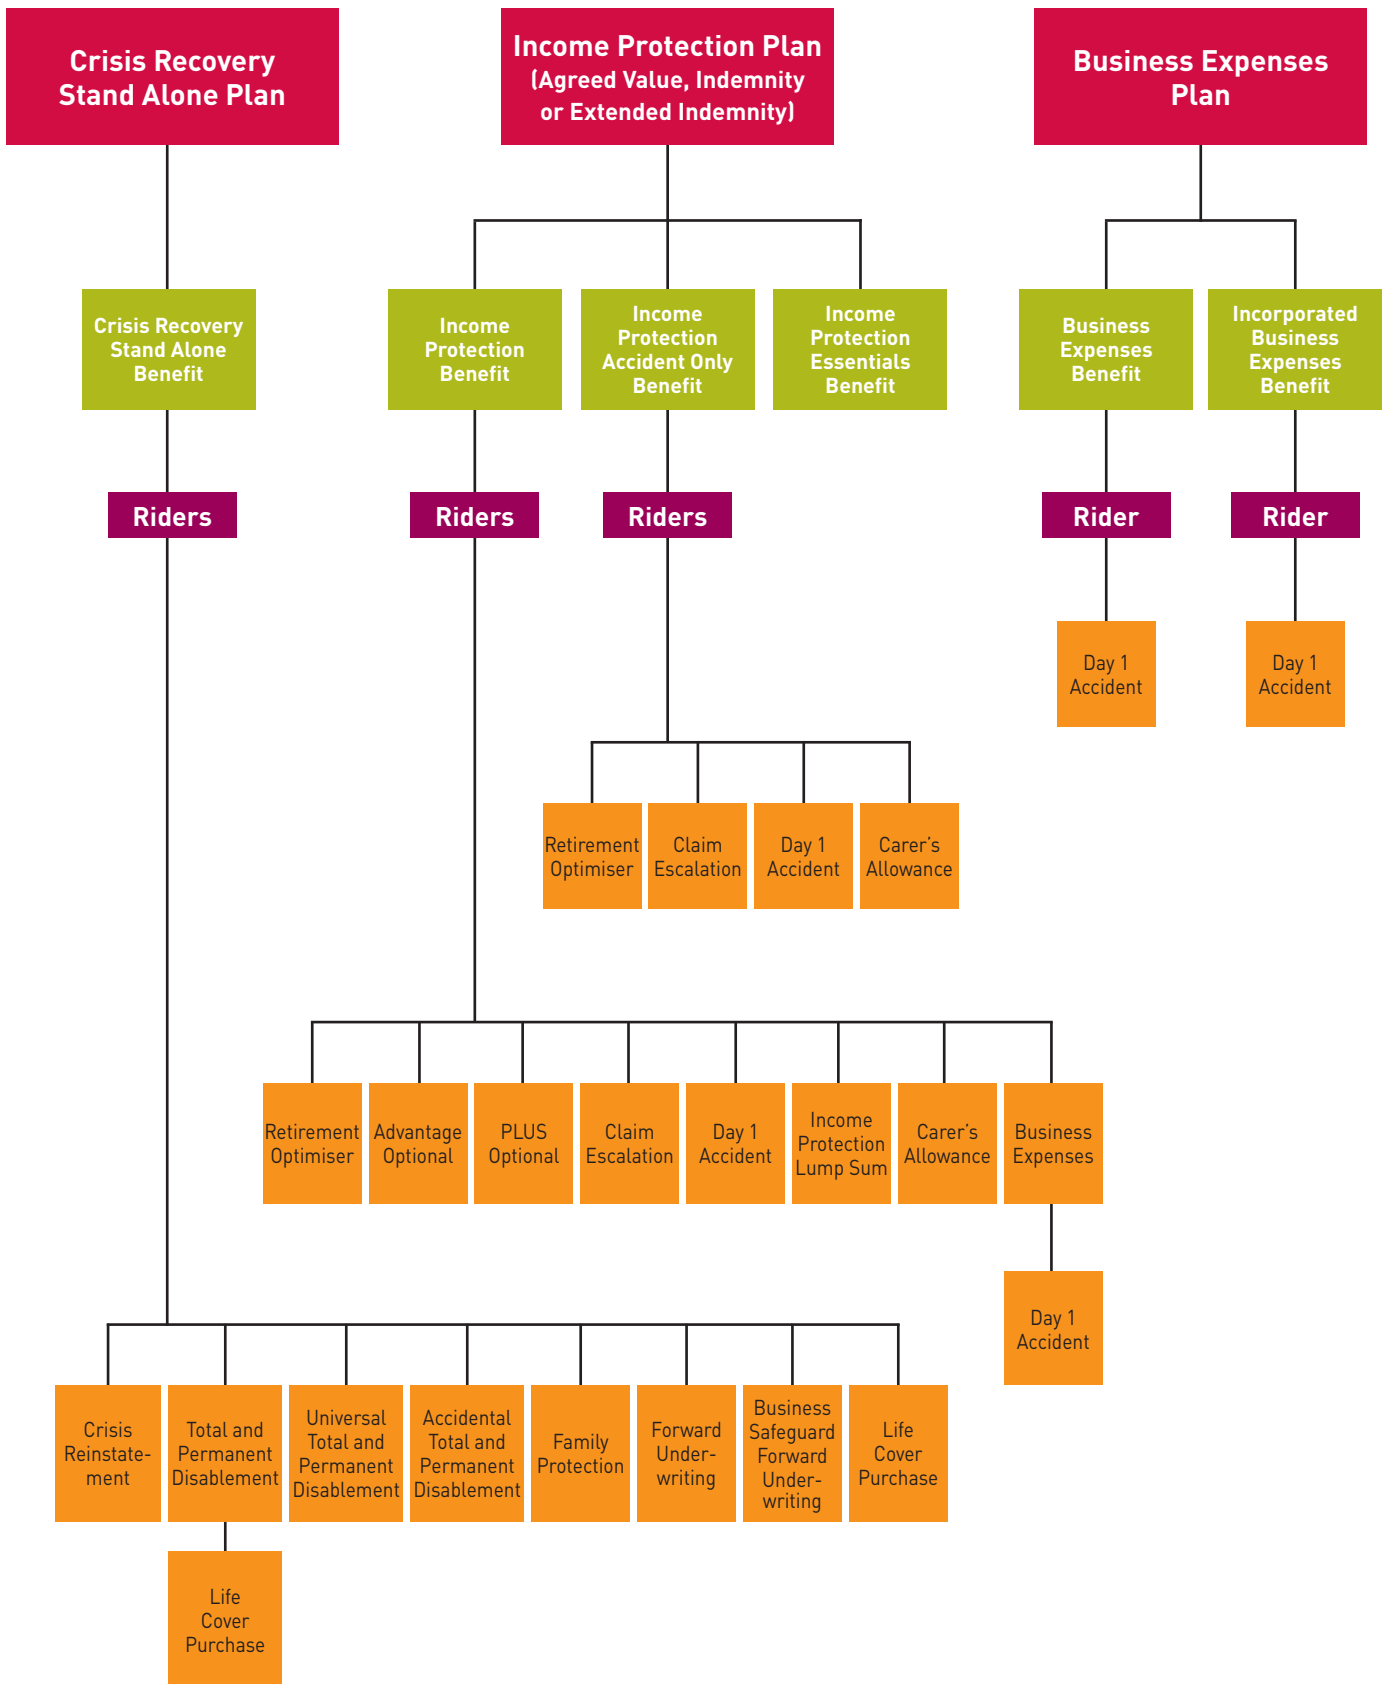 Crisis Recovery
Stand Alone Plan
Income Protection Plan
(Agreed Value, Indemnity
or Extended Indemnity)
Business Expenses
Plan
Crisis Recovery
Stand Alone
Benefit
Income
Protection
Benefit
Income
Protection
Accident Only
Benefit
Income
Protection
Essentials
Benefit
Business
Expenses
Benefit
Incorporated
Business
Expenses
Benefit
Riders
Riders
Riders
Rider
Rider
Day 1
Accident
Day 1
Accident
Retirement
Optimiser
Claim
Escalation
Day 1
Accident
Carer’s
Allowance
Retirement
Optimiser
Advantage
Optional
PLUS
Optional
Claim
Escalation
Day 1
Accident
Income
Protection
Lump Sum
Carer’s
Allowance
Business
Expenses
Day 1
Accident
Crisis
Reinstate-
ment
Total and
Permanent
Disablement
Universal
Total and
Permanent
Disablement
Accidental
Total and
Permanent
Disablement
Family
Protection
Forward
Under-
writing
Business
Safeguard
Forward
Under-
writing
Life
Cover
Purchase
Life
Cover
Purchase